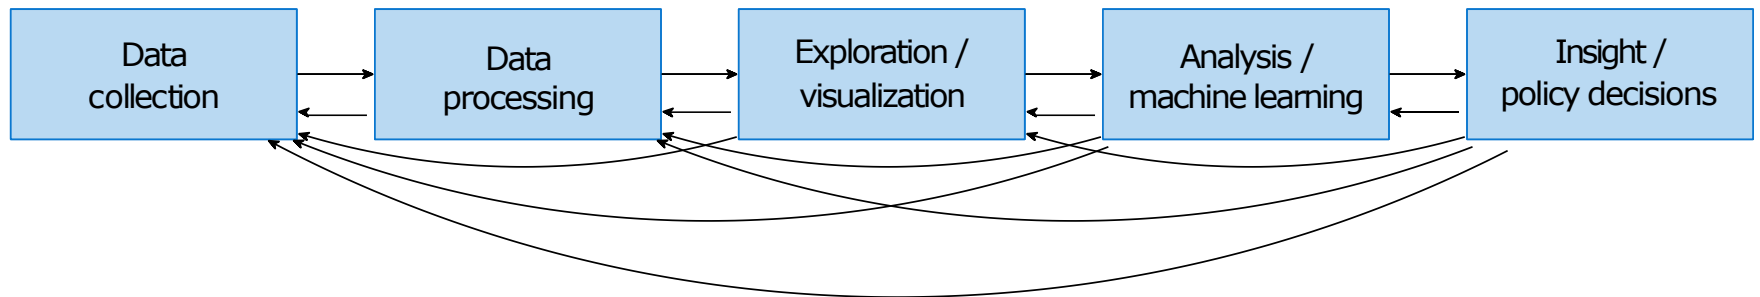 Data
collection
Data
processing
Exploration /
visualization
Analysis /
machine learning
Insight /
policy decisions